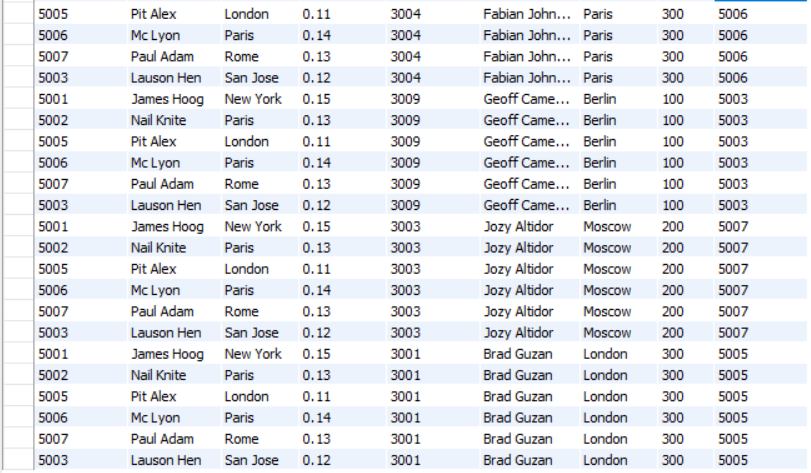 5005 Pit Alex London 0.11 3004 Fabian John... Paris 300 5006
5006 Mc Lyon Paris 0.14 3004 Fabian John... Paris 300 5006
5007 Paul Adam Rome 0.13 3004 Fabian John... Paris 300 5006
5003 Lauson Hen San Jose 0.12 3004 Fabian John... Paris 300 5006
5001 James Hoog New York 0.15 3009 Geoff Came... Berlin 100 5003
5002 Nail Knite Paris 0.13 3009 Geoff Came... Berlin 100 5003
5005 Pit Alex London 0.11 3009 Geoff Came... Berlin 100 5003
5006 Mc Lyon Paris 0.14 3009 Geoff Came... Berlin 100 5003
5007 Paul Adam Rome 0.13 3009 Geoff Came... Berlin 100 5003
5003 Lauson Hen San Jose 0.12 3009 Geoff Came... Berlin 100 5003
5001 James Hoog New York 0.15 3003 Jozy Altidor Moscow 200 5007
5002 Nail Knite Paris 0.13 3003 Jozy Altidor Moscow 200 5007
5005 Pit Alex London 0.11 3003 Jozy Altidor Moscow 200 5007
5006 Mc Lyon Paris 0.14 3003 Jozy Altidor Moscow 200 5007
5007 Paul Adam Rome 0.13 3003 Jozy Altidor Moscow 200 5007
5003 Lauson Hen San Jose 0.12 3003 Jozy Altidor Moscow 200 5007
5001 James Hoog New York 0.15 3001 Brad Guzan London 300 5005
5002 Nail Knite Paris 0.13 3001 Brad Guzan London 300 5005
5005 Pit Alex London 0.11 3001 Brad Guzan London 300 5005
5006 Mc Lyon Paris 0.14 3001 Brad Guzan London 300 5005
5007 Paul Adam Rome 0.13 3001 Brad Guzan London 300 5005
5003 Lauson Hen San Jose 0.12 3001 Brad Guzan London 300 5005